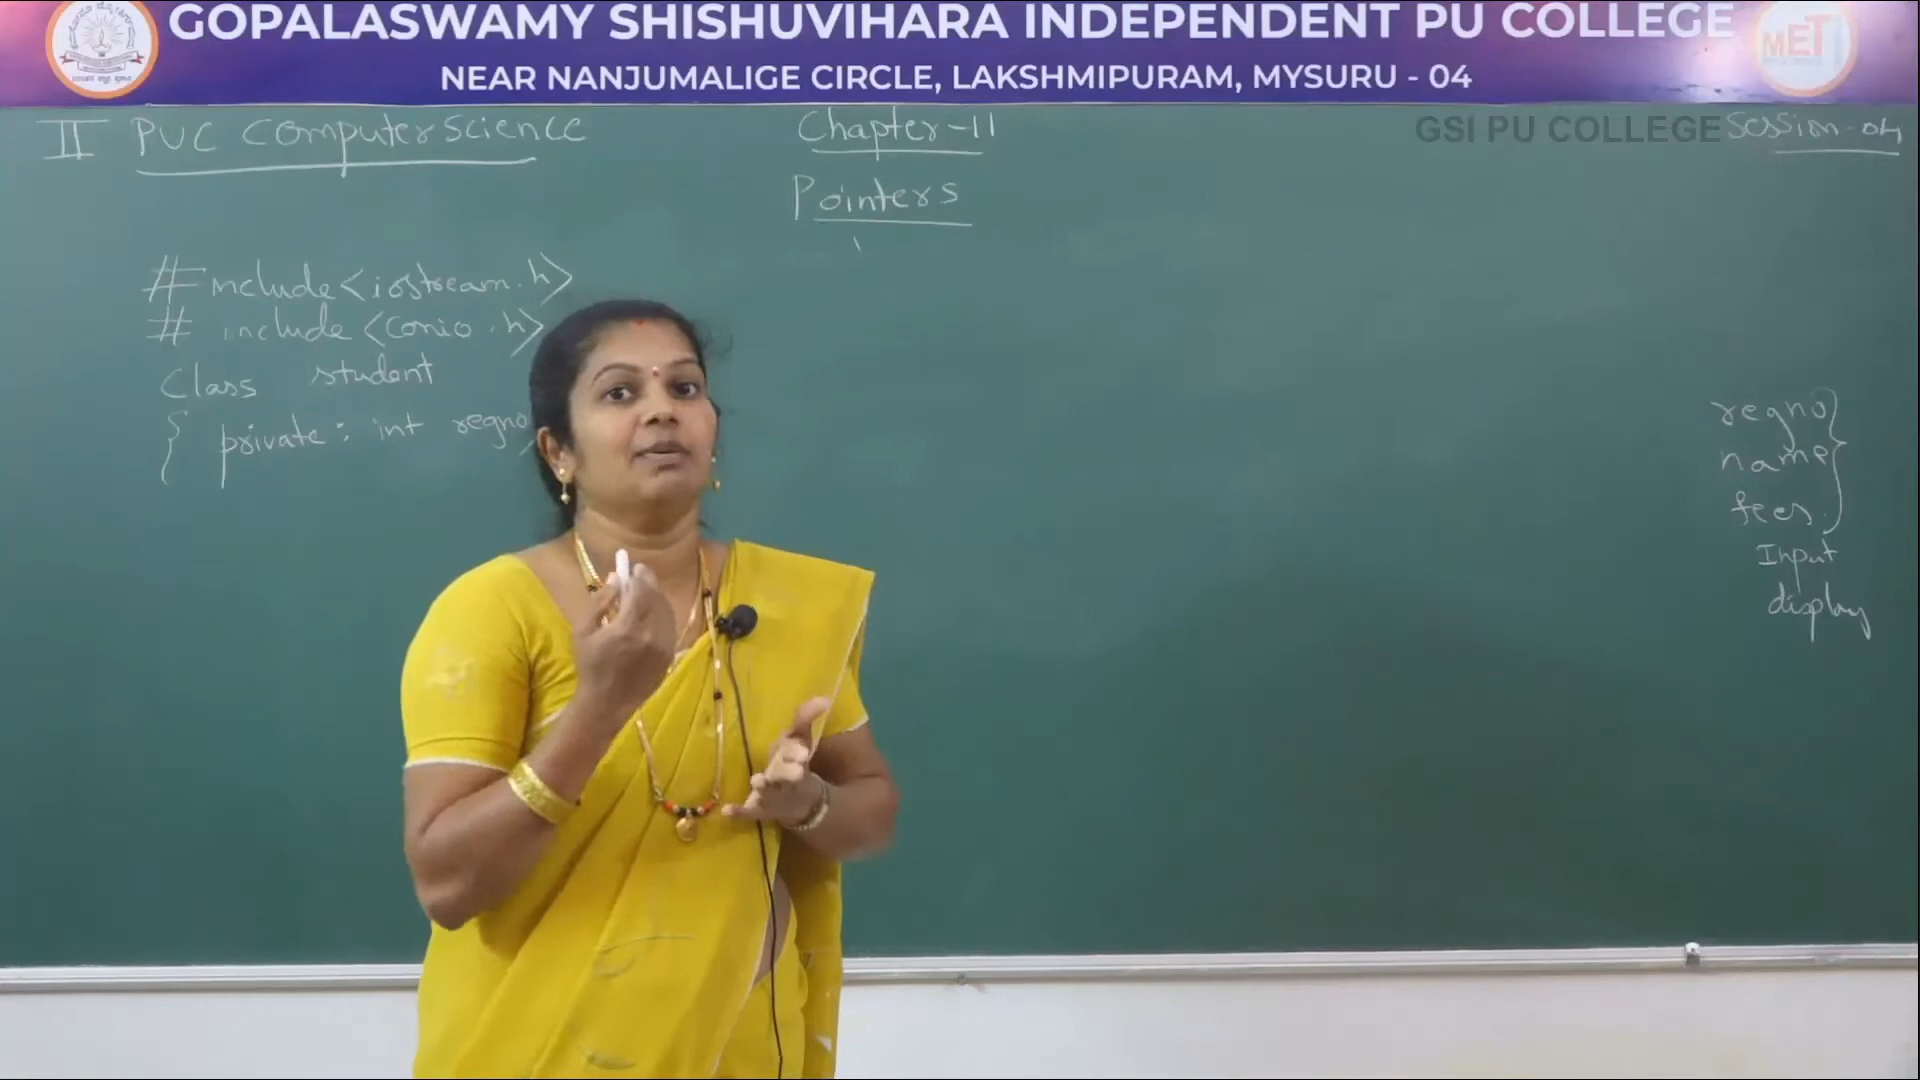 GOPALASWAMY SHISHUVIHARA INDEPENDENT PU COLLEGE
NEAR NANJUMALIGE CIRCLE, LAKSHMIPURAM, MYSURU - 04
MET
II PUC Computer Science
Chapter-11
GSI PU COLLEGE
Session-04
Pointers
#include<iostream.h>
# include <conio.h>
Class student
{ private: int regno,
regno
name
fees.
Input
display